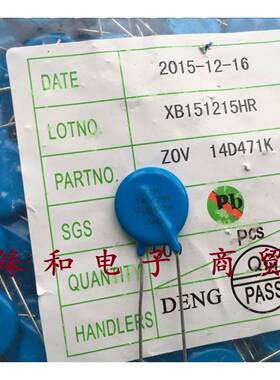 DATE 2015-12-16
LOTNO. XB151215HR
PARTNO. ZOV 14D471K
SGS Pb
QUANTITY PCS
缘和电子商贸
HANDLERS DENG PASS